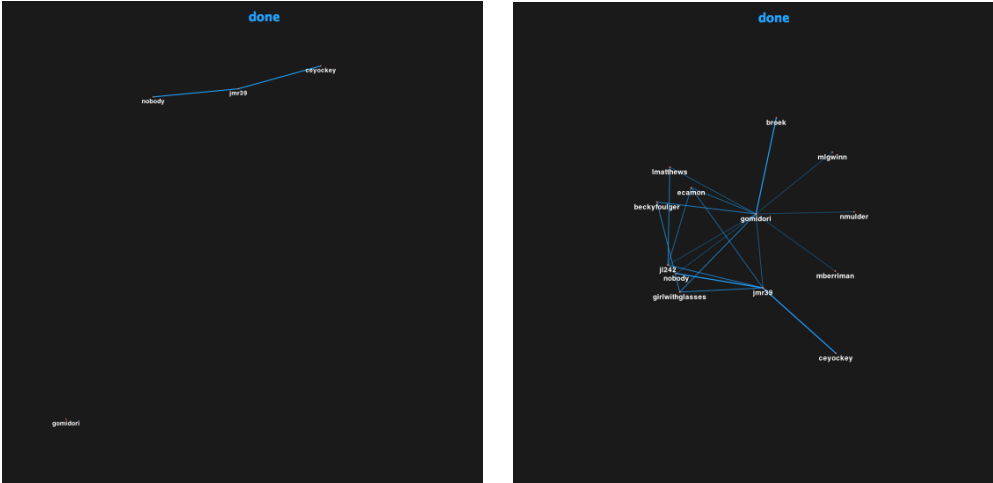 done
ceyockey
jmr39
nobody
gomidori
done
broek
mlgwinn
lmatthews
ecamon
beckyfoulger
gomidori
nmulder
jl242
nobody
mberriman
girlwithglasses
jmr39
ceyockey